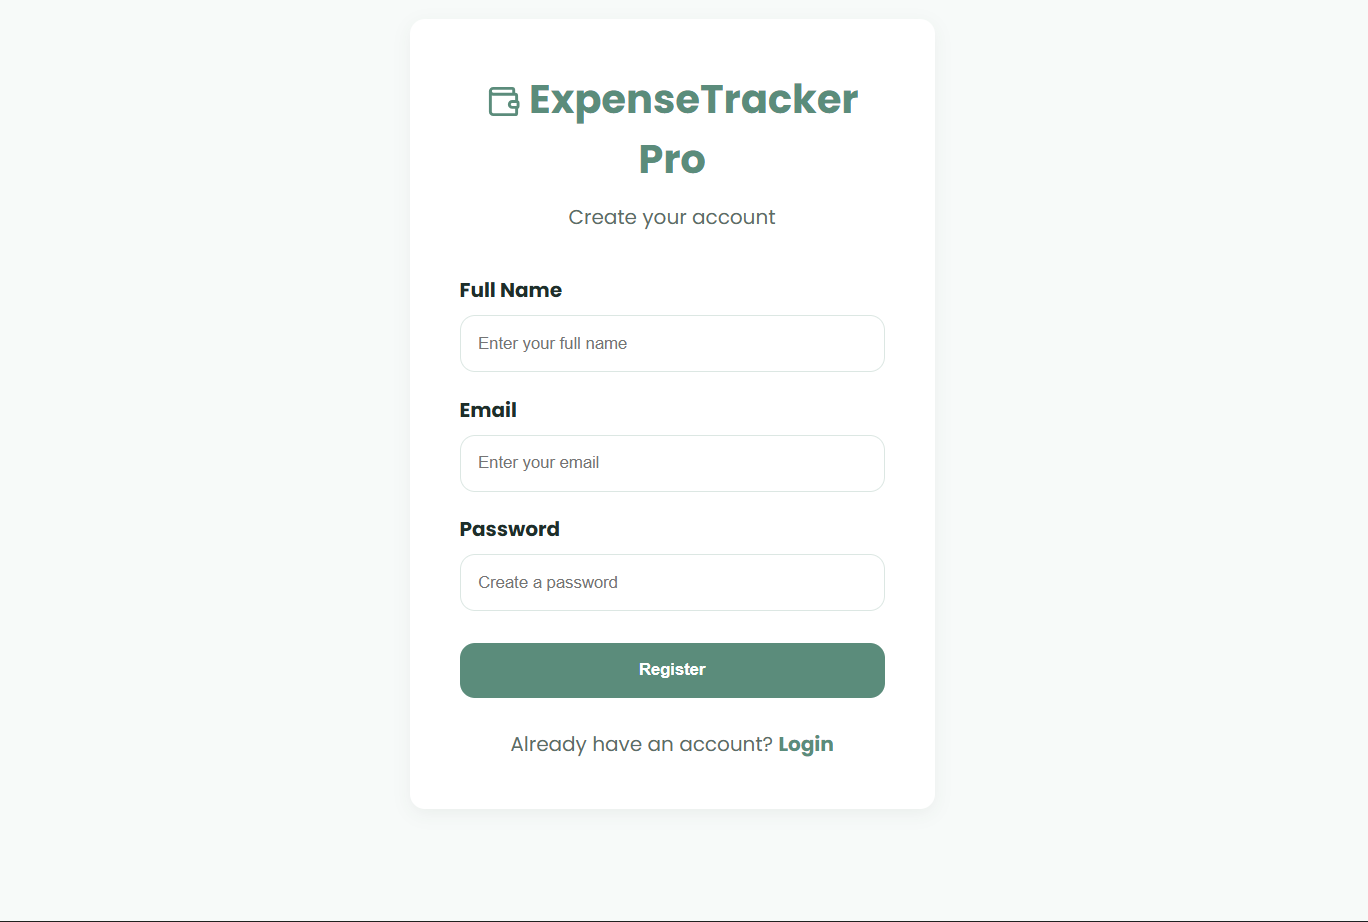 ExpenseTracker
Pro
Create your account
Full Name
Enter your full name
Email
Enter your email
Password
Create a password
Register
Already have an account? Login